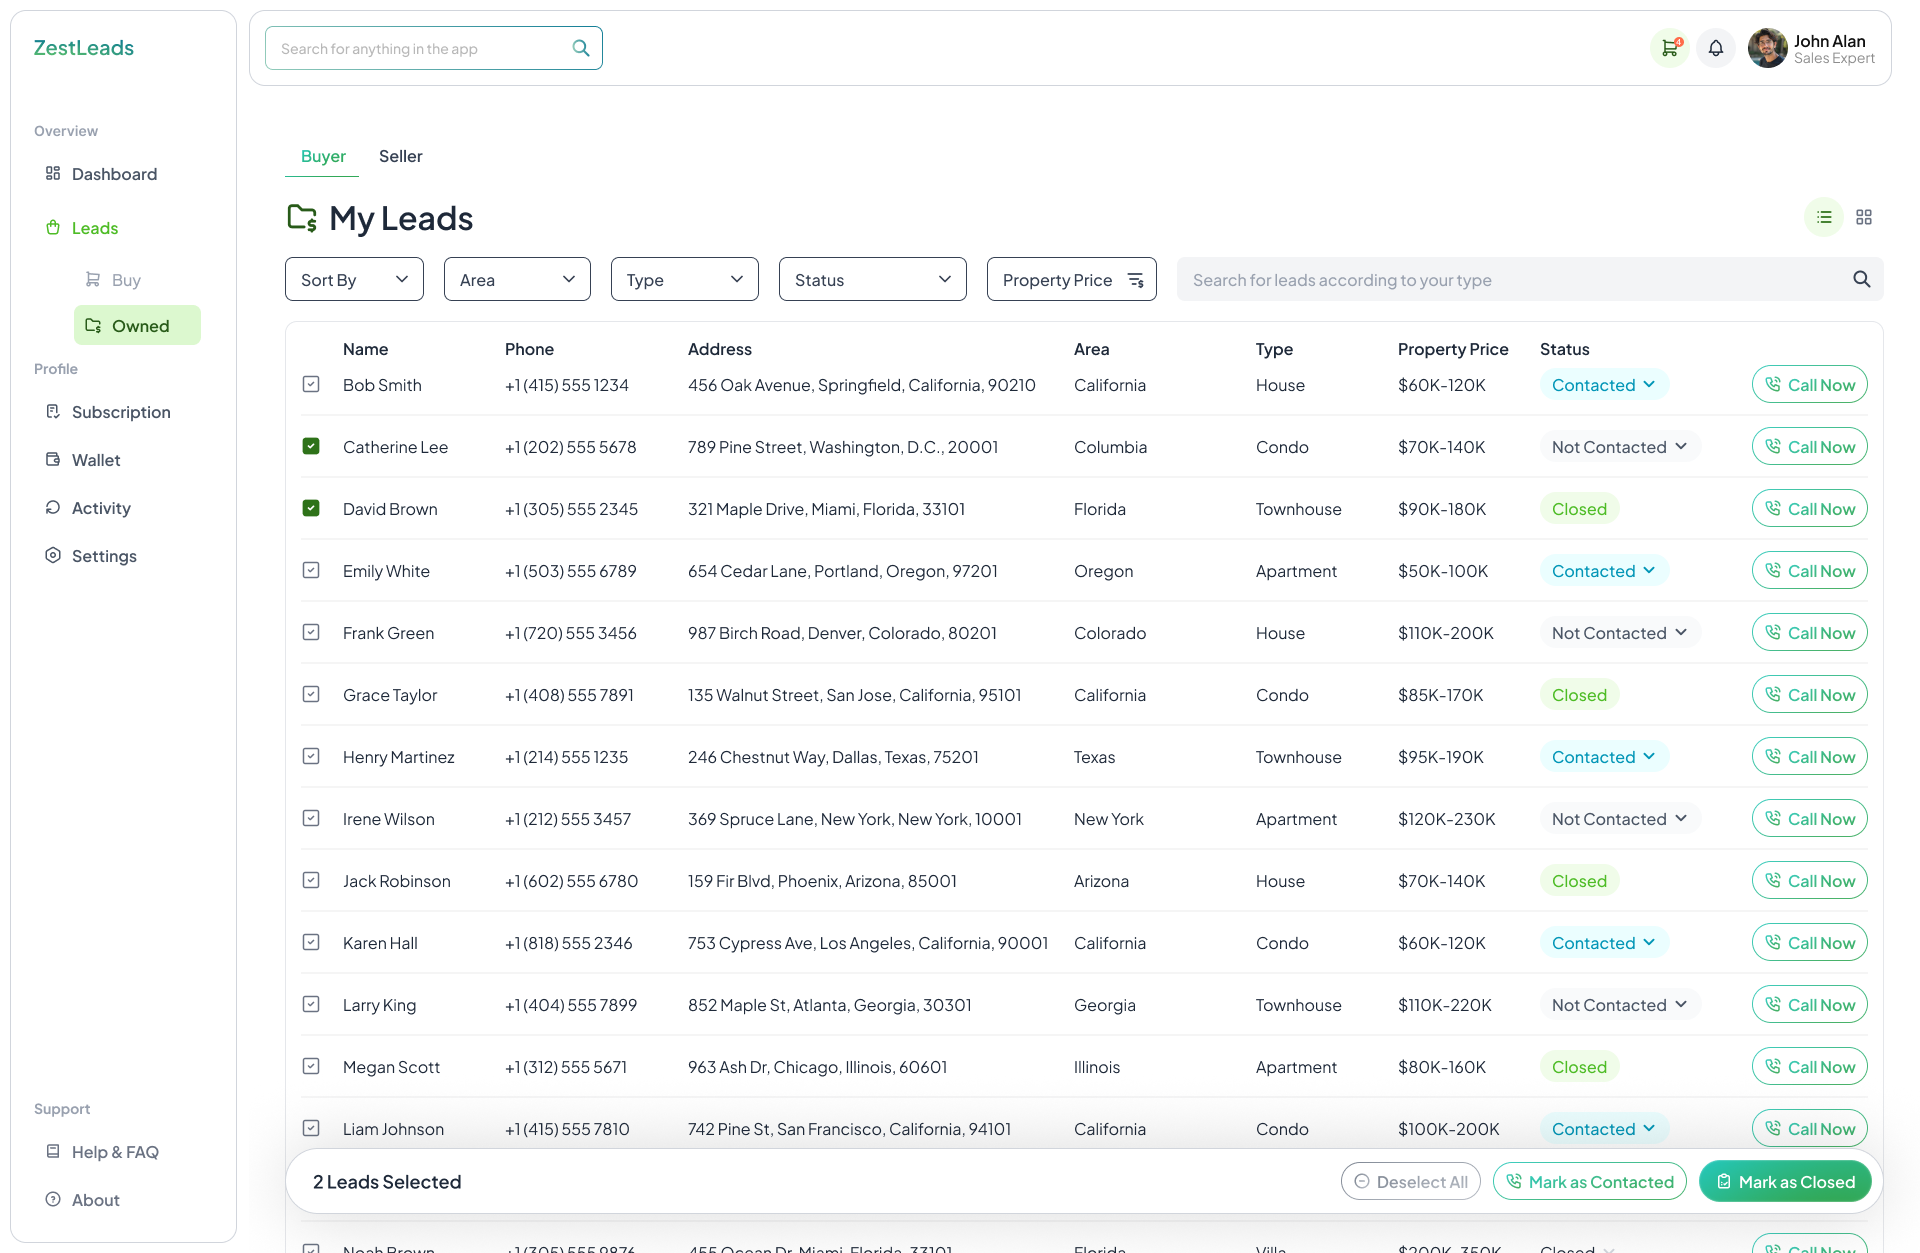 ZestLeads
Search for anything in the app
4
John Alan
Sales Expert
Overview
Dashboard
Leads
Buy
Owned
Profile
Subscription
Wallet
Activity
Settings
Support
Help & FAQ
About
Buyer Seller
My Leads
Sort By Area Type Status Property Price Search for leads according to your type
Name Phone Address Area Type Property Price Status
Bob Smith +1 (415) 555 1234 456 Oak Avenue, Springfield, California, 90210 California House $60K-120K Contacted Call Now
Catherine Lee +1 (202) 555 5678 789 Pine Street, Washington, D.C., 20001 Columbia Condo $70K-140K Not Contacted Call Now
David Brown +1 (305) 555 2345 321 Maple Drive, Miami, Florida, 33101 Florida Townhouse $90K-180K Closed Call Now
Emily White +1 (503) 555 6789 654 Cedar Lane, Portland, Oregon, 97201 Oregon Apartment $50K-100K Contacted Call Now
Frank Green +1 (720) 555 3456 987 Birch Road, Denver, Colorado, 80201 Colorado House $110K-200K Not Contacted Call Now
Grace Taylor +1 (408) 555 7891 135 Walnut Street, San Jose, California, 95101 California Condo $85K-170K Closed Call Now
Henry Martinez +1 (214) 555 1235 246 Chestnut Way, Dallas, Texas, 75201 Texas Townhouse $95K-190K Contacted Call Now
Irene Wilson +1 (212) 555 3457 369 Spruce Lane, New York, New York, 10001 New York Apartment $120K-230K Not Contacted Call Now
Jack Robinson +1 (602) 555 6780 159 Fir Blvd, Phoenix, Arizona, 85001 Arizona House $70K-140K Closed Call Now
Karen Hall +1 (818) 555 2346 753 Cypress Ave, Los Angeles, California, 90001 California Condo $60K-120K Contacted Call Now
Larry King +1 (404) 555 7899 852 Maple St, Atlanta, Georgia, 30301 Georgia Townhouse $110K-220K Not Contacted Call Now
Megan Scott +1 (312) 555 5671 963 Ash Dr, Chicago, Illinois, 60601 Illinois Apartment $80K-160K Closed Call Now
Liam Johnson +1 (415) 555 7810 742 Pine St, San Francisco, California, 94101 California Condo $100K-200K Contacted Call Now
2 Leads Selected Deselect All Mark as Contacted Mark as Closed
Noah Brown +1 (305) 555 9876 455 Ocean Dr, Miami, Florida, 33101 Florida Villa $200K-350K Closed Call Now